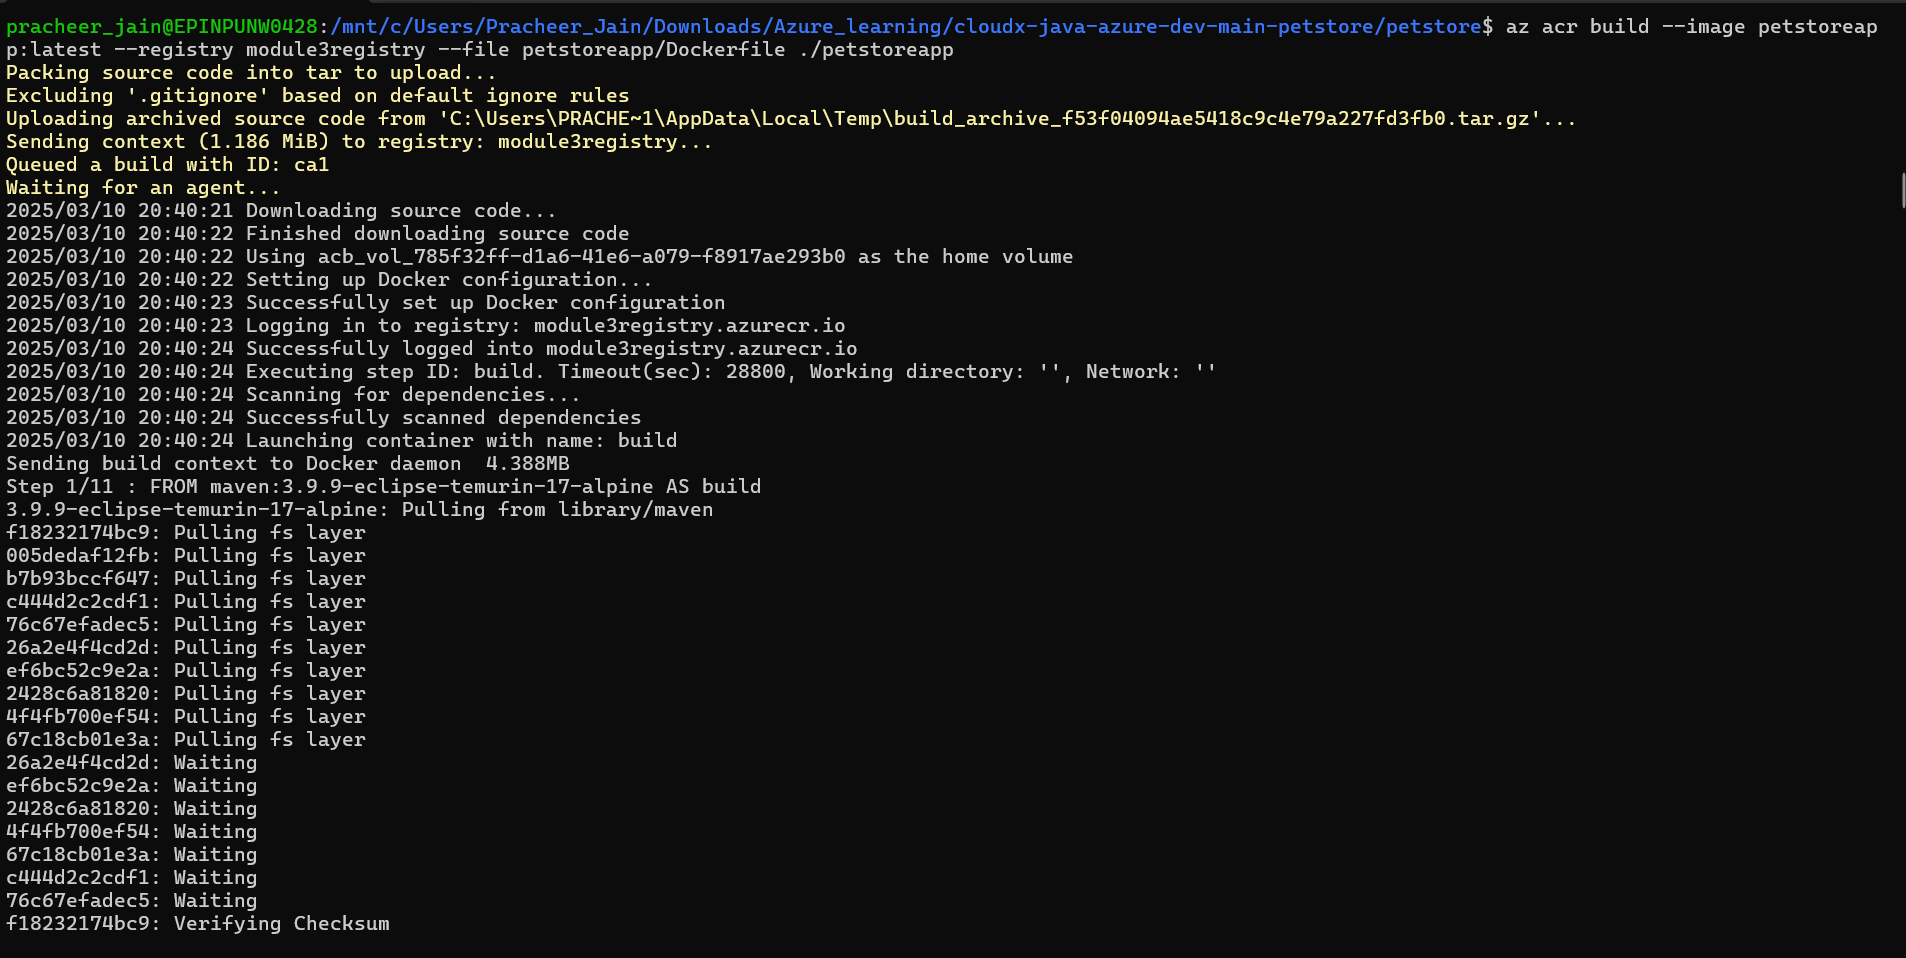 pracheer_jain@EPINPUNW0428:/mnt/c/Users/Pracheer_Jain/Downloads/Azure_learning/cloudx-java-azure-dev-main-petstore/petstore$ az acr build --image petstoreap
p:latest --registry module3registry --file petstoreapp/Dockerfile ./petstoreapp
Packing source code into tar to upload...
Excluding '.gitignore' based on default ignore rules
Uploading archived source code from 'C:\Users\PRACHE~1\AppData\Local\Temp\build_archive_f53f04094ae5418c9c4e79a227fd3fb0.tar.gz'...
Sending context (1.186 MiB) to registry: module3registry...
Queued a build with ID: ca1
Waiting for an agent...
2025/03/10 20:40:21 Downloading source code...
2025/03/10 20:40:22 Finished downloading source code
2025/03/10 20:40:22 Using acb_vol_785f32ff-d1a6-41e6-a079-f8917ae293b0 as the home volume
2025/03/10 20:40:22 Setting up Docker configuration...
2025/03/10 20:40:23 Successfully set up Docker configuration
2025/03/10 20:40:23 Logging in to registry: module3registry.azurecr.io
2025/03/10 20:40:24 Successfully logged into module3registry.azurecr.io
2025/03/10 20:40:24 Executing step ID: build. Timeout(sec): 28800, Working directory: '', Network: ''
2025/03/10 20:40:24 Scanning for dependencies...
2025/03/10 20:40:24 Successfully scanned dependencies
2025/03/10 20:40:24 Launching container with name: build
Sending build context to Docker daemon  4.388MB
Step 1/11 : FROM maven:3.9.9-eclipse-temurin-17-alpine AS build
3.9.9-eclipse-temurin-17-alpine: Pulling from library/maven
f18232174bc9: Pulling fs layer
005dedaf12fb: Pulling fs layer
b7b93bccf647: Pulling fs layer
c444d2c2cdf1: Pulling fs layer
76c67efadec5: Pulling fs layer
26a2e4f4cd2d: Pulling fs layer
ef6bc52c9e2a: Pulling fs layer
2428c6a81820: Pulling fs layer
4f4fb700ef54: Pulling fs layer
67c18cb01e3a: Pulling fs layer
26a2e4f4cd2d: Waiting
ef6bc52c9e2a: Waiting
2428c6a81820: Waiting
4f4fb700ef54: Waiting
67c18cb01e3a: Waiting
c444d2c2cdf1: Waiting
76c67efadec5: Waiting
f18232174bc9: Verifying Checksum